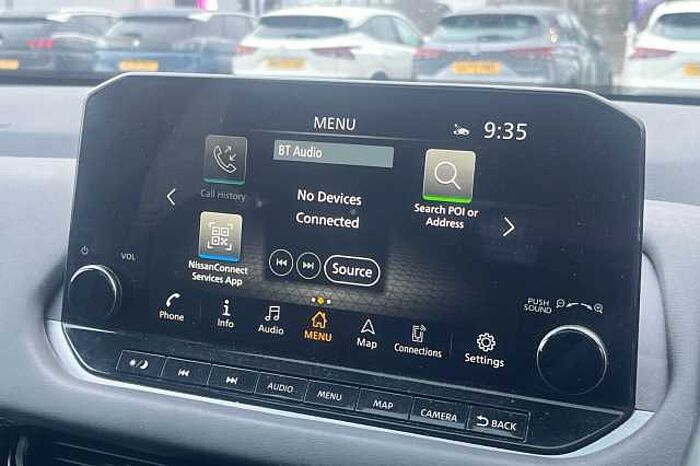 MENU
9:35
BT Audio
Call History
No Devices
Connected
Search POI or
Address
NissanConnect
Services App
Source
VOL
PUSH
SOUND
Phone
Info
Audio
MENU
Map
Connections
Settings
AUDIO
MENU
MAP
CAMERA
BACK